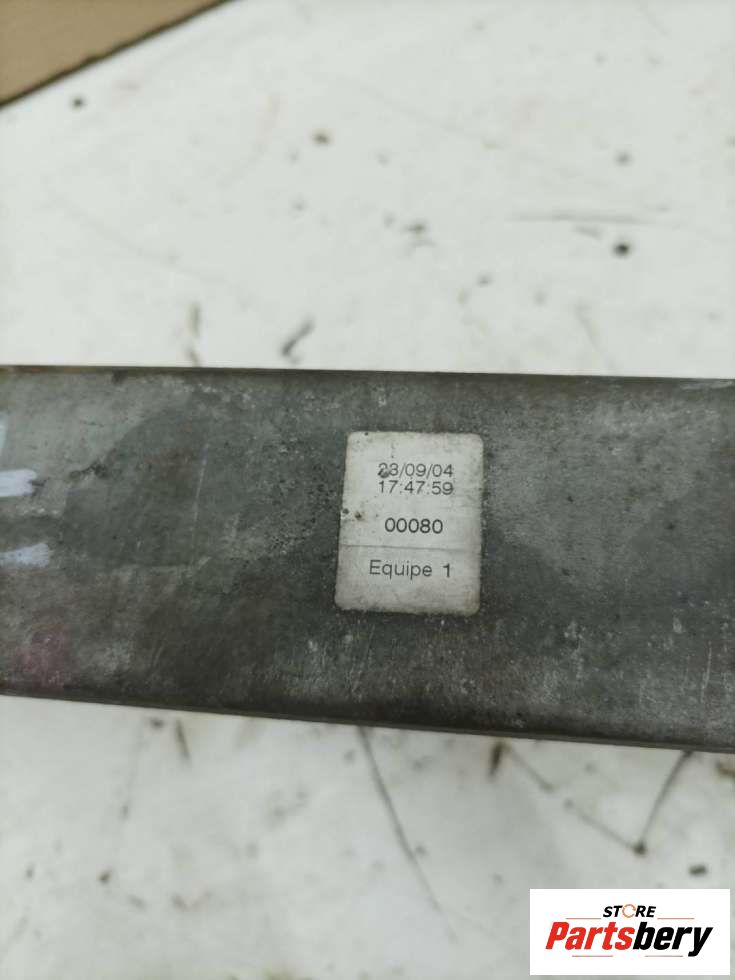 23/09/04
17:47:59
00080
Equipe 1
STORE
Partsbery